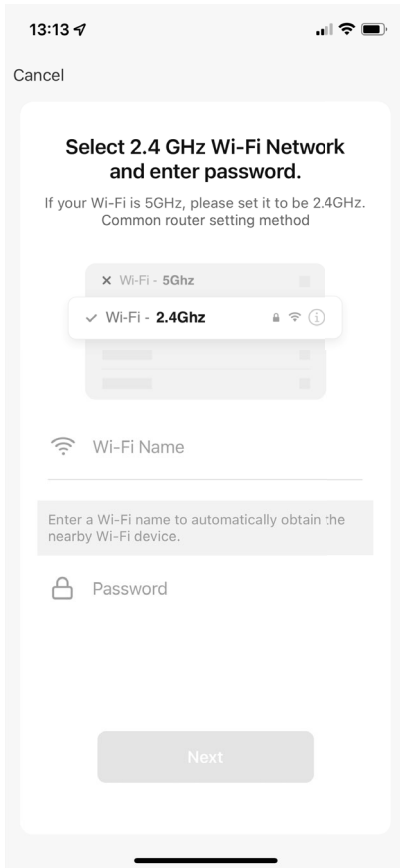 13:13
Cancel
Select 2.4 GHz Wi-Fi Network
and enter password.
If your Wi-Fi is 5GHz, please set it to be 2.4GHz.
Common router setting method
Wi-Fi - 5Ghz
Wi-Fi - 2.4Ghz
Wi-Fi Name
Enter a Wi-Fi name to automatically obtain the
nearby Wi-Fi device.
Password
Next